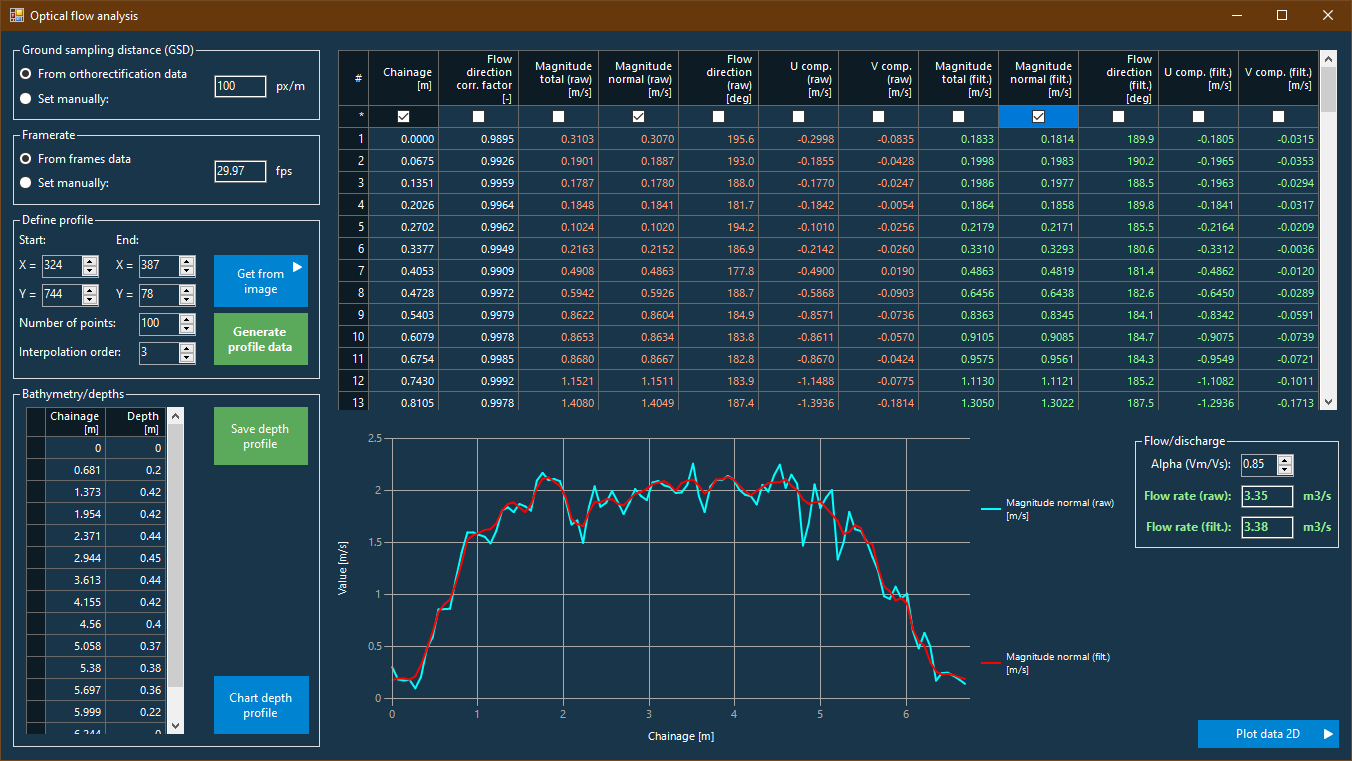 Optical flow analysis
Ground sampling distance (GSD)
From orthorectification data
100 px/m
Set manually:
Framerate
From frames data
29.97 fps
Set manually:
Define profile
Start: End:
X = 324 X = 387
Get from
image
Y = 744 Y = 78
Number of points: 100
Generate
profile data
Interpolation order: 3
Bathymetry/depths
Chainage [m] Depth [m]
0 0
0.681 0.2
1.373 0.42
1.954 0.42
2.371 0.44
2.944 0.45
3.613 0.44
4.155 0.42
4.56 0.4
5.058 0.37
5.38 0.38
5.697 0.36
5.999 0.22
6.244 0
Save depth
profile
Chart depth
profile
# Chainage [m] Flow direction corr. factor [-] Magnitude total (raw) [m/s] Magnitude normal (raw) [m/s] Flow direction (raw) [deg] U comp. (raw) [m/s] V comp. (raw) [m/s] Magnitude total (filt.) [m/s] Magnitude normal (filt.) [m/s] Flow direction (filt.) [deg] U comp. (filt.) [m/s] V comp. (filt.) [m/s]
*
1 0.0000 0.9895 0.3103 0.3070 195.6 -0.2998 -0.0835 0.1833 0.1814 189.9 -0.1805 -0.0315
2 0.0675 0.9926 0.1901 0.1887 193.0 -0.1855 -0.0428 0.1998 0.1983 190.2 -0.1965 -0.0353
3 0.1351 0.9959 0.1787 0.1780 188.0 -0.1770 -0.0247 0.1986 0.1977 188.5 -0.1963 -0.0294
4 0.2026 0.9964 0.1848 0.1841 181.7 -0.1842 -0.0054 0.1864 0.1858 189.8 -0.1841 -0.0317
5 0.2702 0.9962 0.1024 0.1020 194.2 -0.1010 -0.0256 0.2179 0.2171 185.5 -0.2164 -0.0209
6 0.3377 0.9949 0.2163 0.2152 186.9 -0.2142 -0.0260 0.3310 0.3293 180.6 -0.3312 -0.0036
7 0.4053 0.9909 0.4908 0.4863 177.8 -0.4900 0.0190 0.4863 0.4819 181.4 -0.4862 -0.0120
8 0.4728 0.9972 0.5942 0.5926 188.7 -0.5868 -0.0903 0.6456 0.6438 182.6 -0.6450 -0.0289
9 0.5403 0.9979 0.8622 0.8604 184.9 -0.8571 -0.0736 0.8363 0.8345 184.1 -0.8342 -0.0591
10 0.6079 0.9978 0.8653 0.8634 183.8 -0.8611 -0.0570 0.9105 0.9085 184.7 -0.9075 -0.0739
11 0.6754 0.9985 0.8680 0.8667 182.8 -0.8670 -0.0424 0.9575 0.9561 184.3 -0.9549 -0.0721
12 0.7430 0.9992 1.1521 1.1511 183.9 -1.1488 -0.0775 1.1130 1.1121 185.2 -1.1082 -0.1011
13 0.8105 0.9978 1.4080 1.4049 187.4 -1.3936 -0.1814 1.3050 1.3022 187.5 -1.2936 -0.1713
2.5
2
1.5
1
0.5
0
Value [m/s]
0 1 2 3 4 5 6
Chainage [m]
Magnitude normal (raw)
[m/s]
Magnitude normal (filt.)
[m/s]
Flow/discharge
Alpha (Vm/Vs): 0.85
Flow rate (raw): 3.35 m3/s
Flow rate (filt.): 3.38 m3/s
Plot data 2D